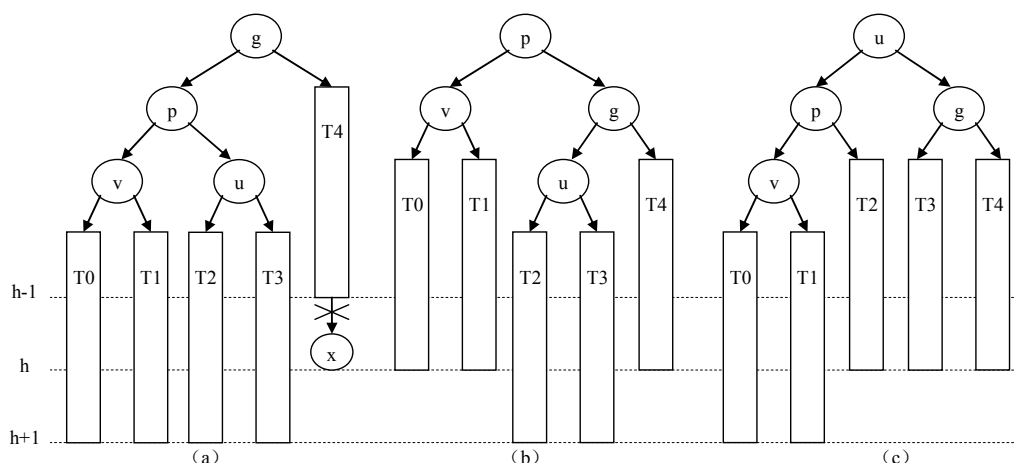 g p u
p v g p g
T4
v u u v
T0 T1 T4 T2 T3 T4
T0 T1 T2 T3 T2 T3 T0 T1
h-1
x
h
h+1
（a） （b） （c）